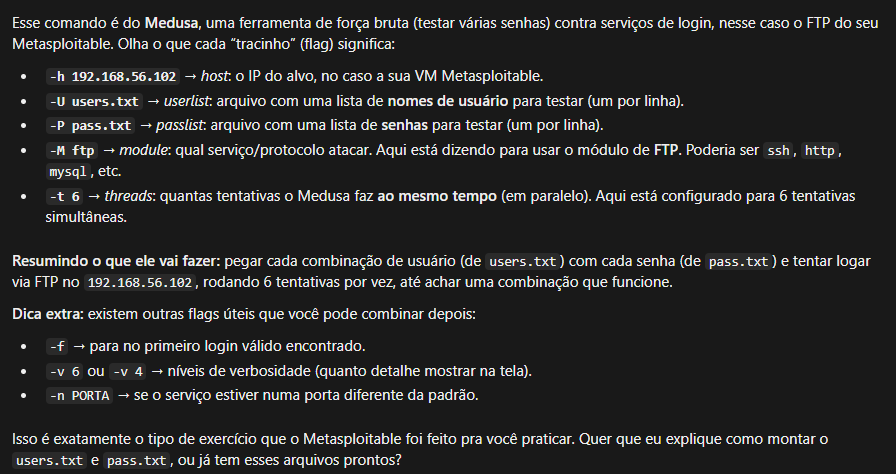 Esse comando é do Medusa, uma ferramenta de força bruta (testar várias senhas) contra serviços de login, nesse caso o FTP do seu
Metasploitable. Olha o que cada “tracinho” (flag) significa:
• -h 192.168.56.102 → host: o IP do alvo, no caso a sua VM Metasploitable.
• -U users.txt → userlist: arquivo com uma lista de nomes de usuário para testar (um por linha).
• -P pass.txt → passlist: arquivo com uma lista de senhas para testar (um por linha).
• -M ftp → module: qual serviço/protocolo atacar. Aqui está dizendo para usar o módulo de FTP. Poderia ser ssh, http,
mysql, etc.
• -t 6 → threads: quantas tentativas o Medusa faz ao mesmo tempo (em paralelo). Aqui está configurado para 6 tentativas
simultâneas.
Resumindo o que ele vai fazer: pegar cada combinação de usuário (de users.txt) com cada senha (de pass.txt) e tentar logar
via FTP no 192.168.56.102, rodando 6 tentativas por vez, até achar uma combinação que funcione.
Dica extra: existem outras flags úteis que você pode combinar depois:
• -f → para no primeiro login válido encontrado.
• -v 6 ou -v 4 → níveis de verbosidade (quanto detalhe mostrar na tela).
• -n PORTA → se o serviço estiver numa porta diferente da padrão.
Isso é exatamente o tipo de exercício que o Metasploitable foi feito pra você praticar. Quer que eu explique como montar o
users.txt e pass.txt, ou já tem esses arquivos prontos?